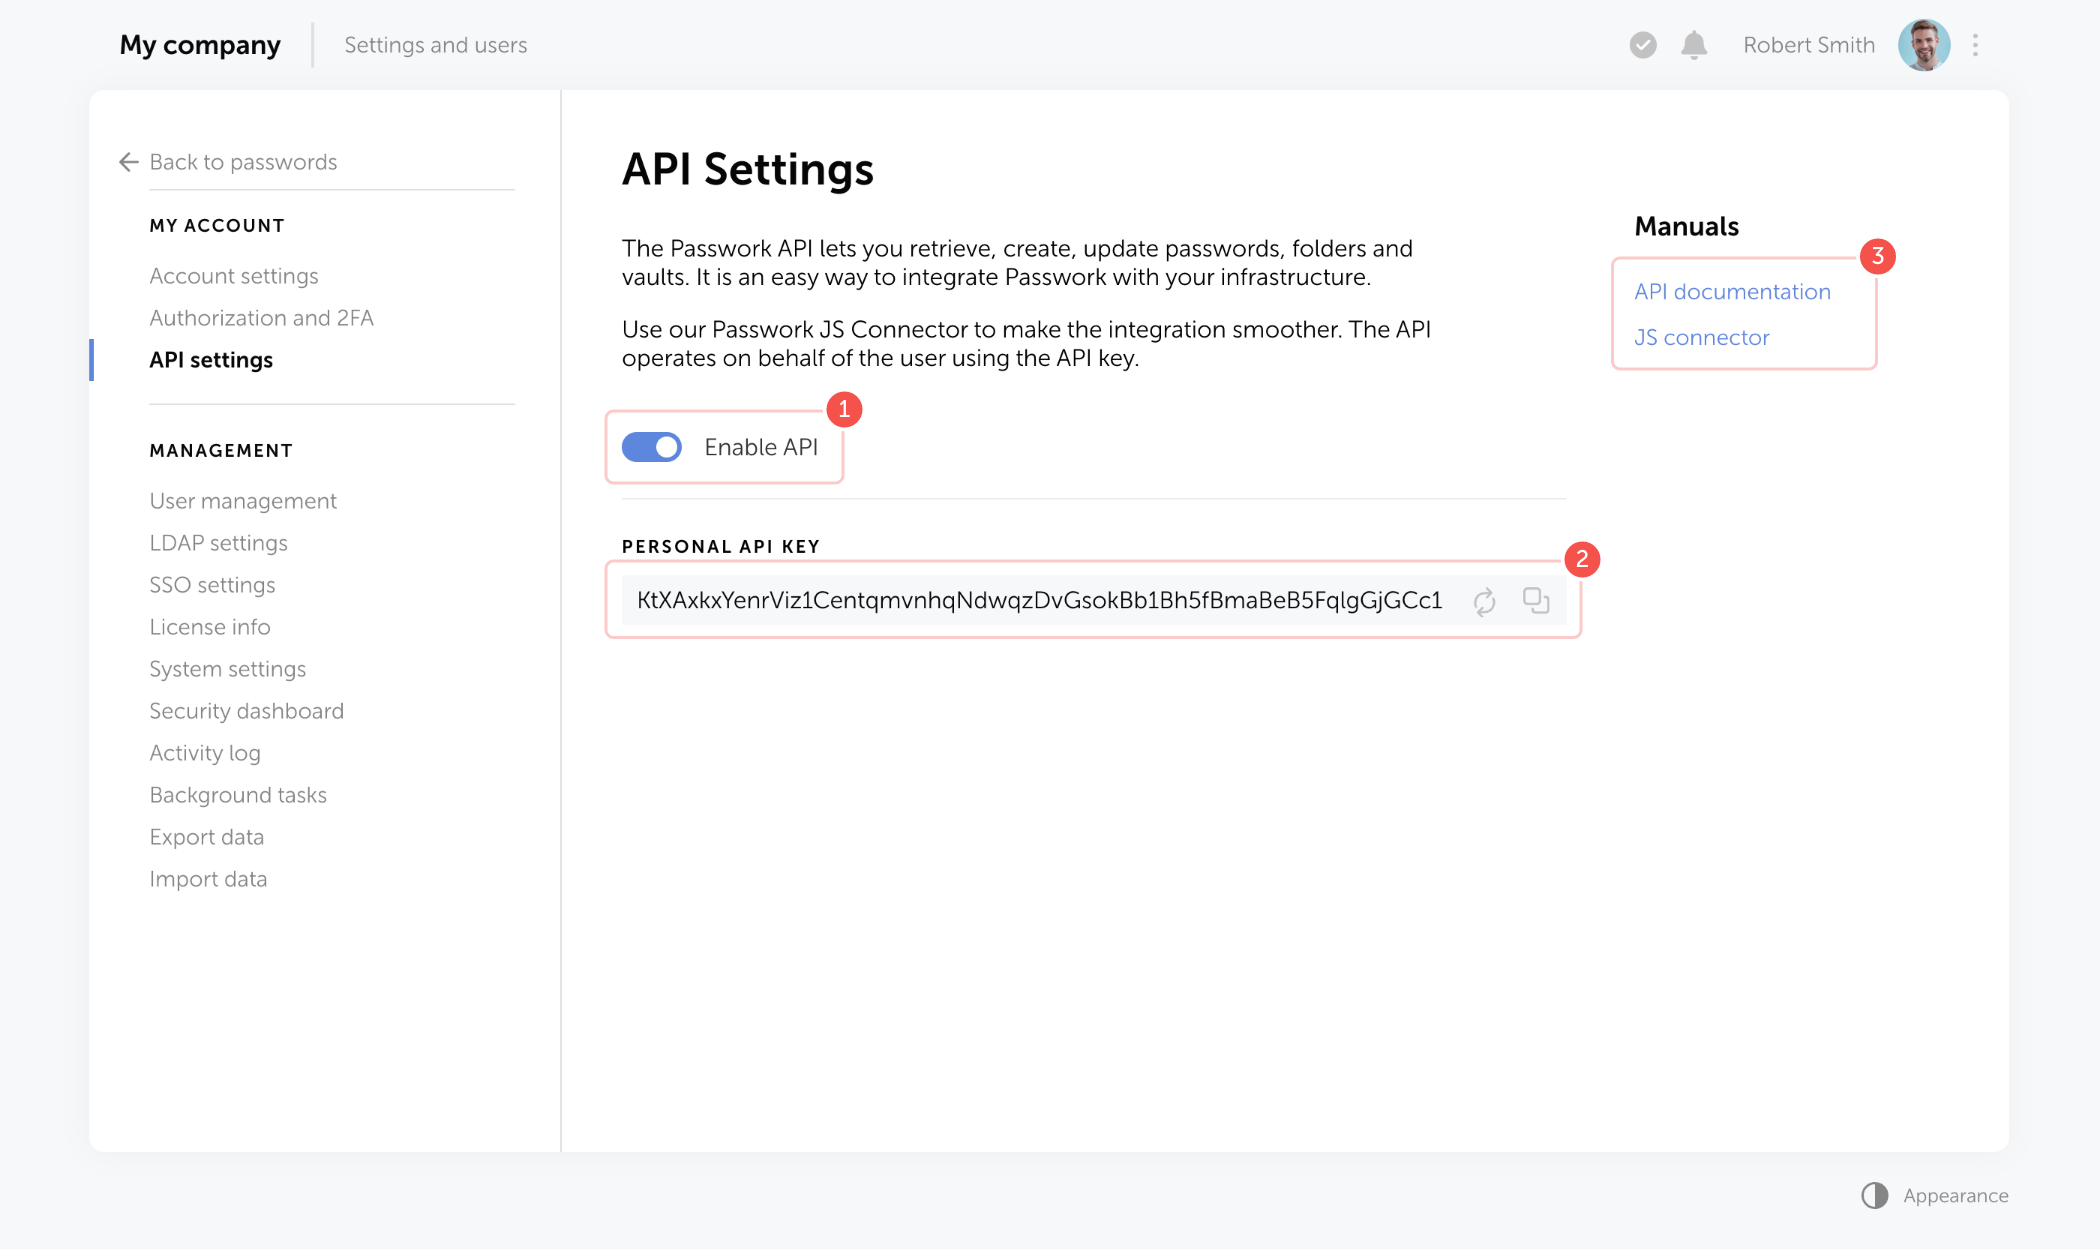 My company
Settings and users
Robert Smith
Back to passwords
MY ACCOUNT
Account settings
Authorization and 2FA
API settings
MANAGEMENT
User management
LDAP settings
SSO settings
License info
System settings
Security dashboard
Activity log
Background tasks
Export data
Import data
API Settings
The Passwork API lets you retrieve, create, update passwords, folders and
vaults. It is an easy way to integrate Passwork with your infrastructure.
Use our Passwork JS Connector to make the integration smoother. The API
operates on behalf of the user using the API key.
1
Enable API
PERSONAL API KEY
2
KtXAxkxYenrViz1CentqmvnhqNdwqzDvGsokBb1Bh5fBmaBeB5FqlgGjGCc1
Manuals
3
API documentation
JS connector
Appearance